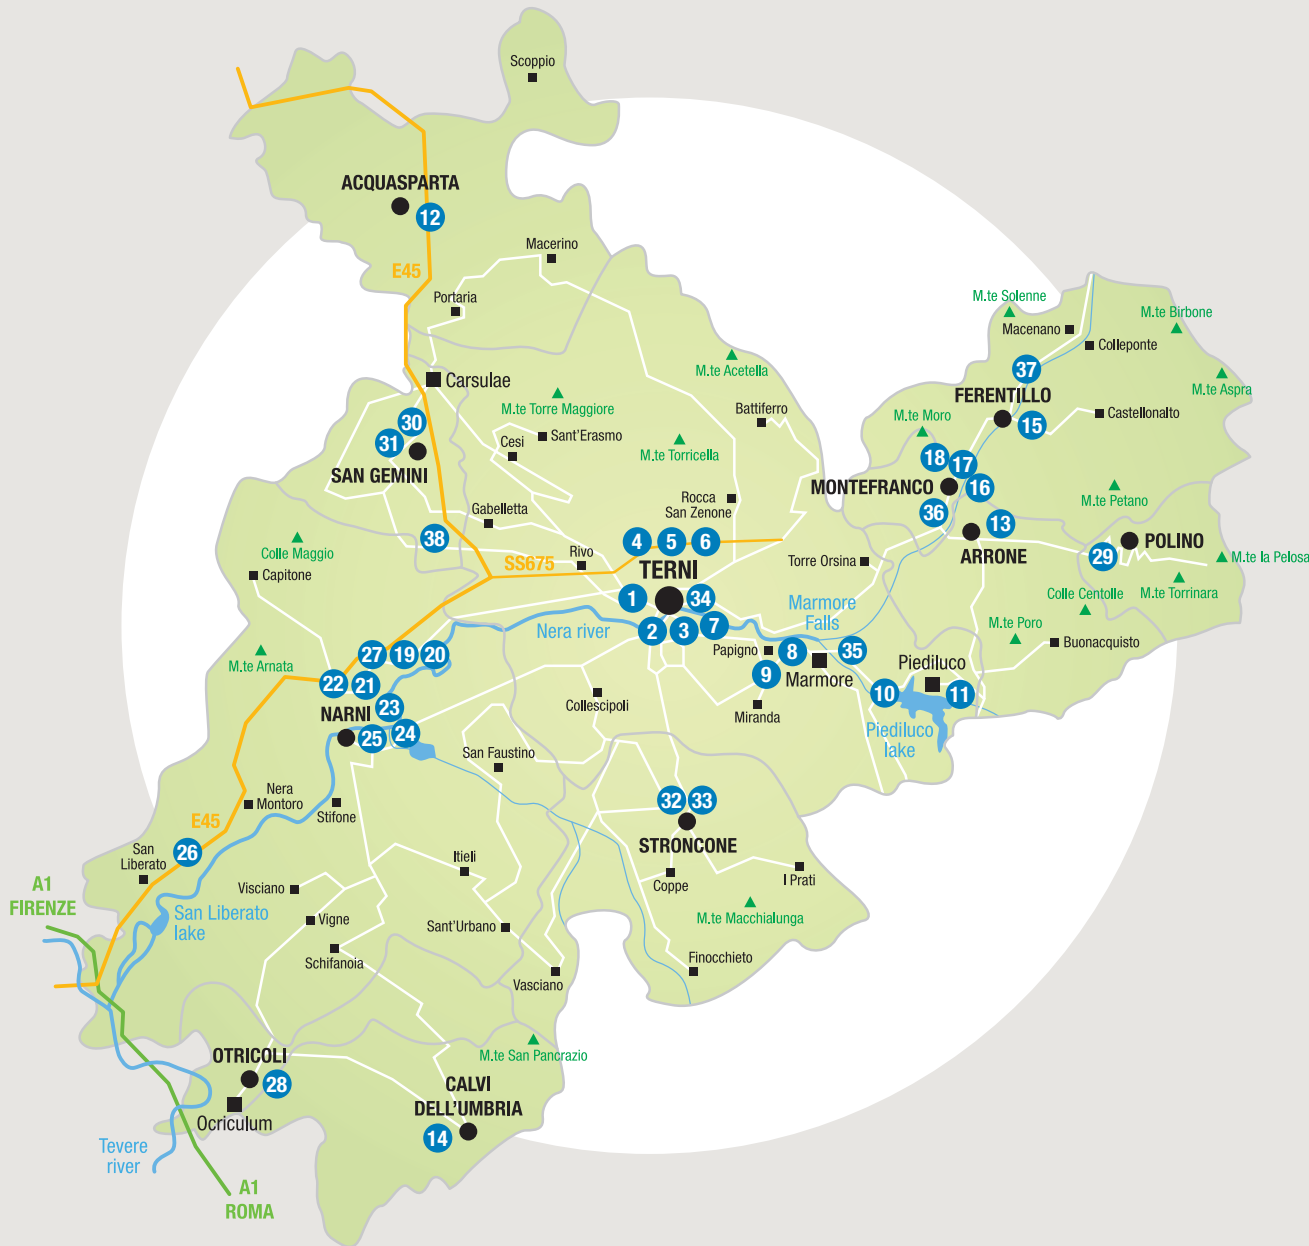 Scoppio
ACQUASPARTA
12
Macerino
E45
Portaria
M.te Solenne
M.te Birbone
Macenano
Colleponte
M.te Acetella
37
M.te Aspra
Carsulae
FERENTILLO
M.te Torre Maggiore
Battiferro
M.te Moro
Castellonalto
15
30
31
Sant'Erasmo
Cesi
M.te Torricella
18
17
SAN GEMINI
MONTEFRANCO
16
M.te Petano
Rocca
San Zenone
Gabelletta
36
13
38
4
5
6
ARRONE
POLINO
29
Colle Maggio
Rivo
SS675
TERNI
Torre Orsina
M.te la Pelosa
Capitone
M.te Torrinara
Colle Centolle
1
34
Marmore
Falls
Nera river
2
3
7
M.te Poro
Buonacquisto
27
19
20
Papigno
8
35
M.te Arnata
Marmore
Piediluco
22
21
9
10
11
23
Collescipoli
Miranda
NARNI
25
24
Piediluco
lake
San Faustino
Nera
Montoro
Stifone
32
33
E45
STRONCONE
26
San
Liberato
Itieli
Coppe
I Prati
A1
FIRENZE
Visciano
San Liberato
lake
Vigne
Sant'Urbano
M.te Macchialunga
Schifanoia
Finocchieto
Vasciano
M.te San Pancrazio
OTRICOLI
28
Ocriculum
CALVI
DELL'UMBRIA
14
Tevere
river
A1
ROMA